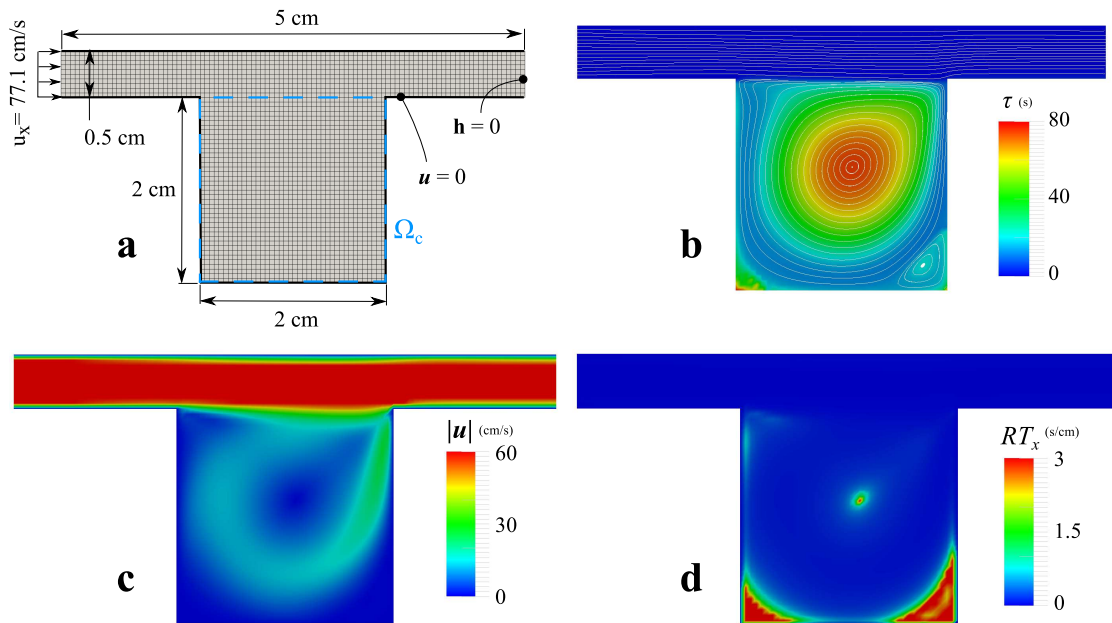 5 cm
uₓ= 77.1 cm/s
0.5 cm
h = 0
u = 0
2 cm
Ωc
2 cm
a
τ (s)
80
40
0
b
|u| (cm/s)
60
30
0
c
RTₓ (s/cm)
3
1.5
0
d